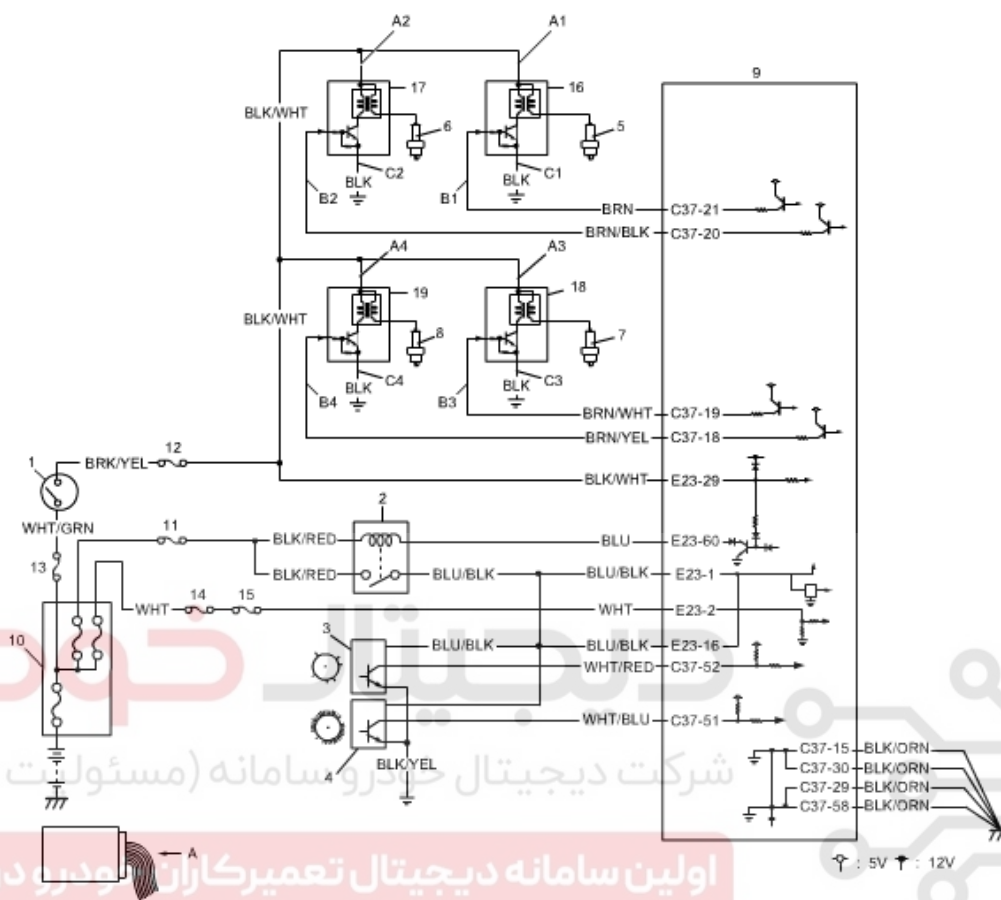 A2
A1
9
17
16
BLK/WHT
6
5
C2
C1
BLK
BLK
B2
B1
BRN
C37-21
BRN/BLK
C37-20
A4
A3
19
18
BLK/WHT
8
7
C4
C3
BLK
BLK
B4
B3
BRN/WHT
C37-19
BRN/YEL
C37-18
12
1
BRK/YEL
BLK/WHT
E23-29
2
WHT/GRN
11
BLK/RED
BLU
E23-60
13
BLK/RED
BLU/BLK
BLU/BLK
E23-1
14
15
WHT
WHT
E23-2
10
3
BLU/BLK
BLU/BLK
E23-16
WHT/RED
C37-52
دیجیتال خودرو
WHT/BLU
C37-51
C37-15
BLK/ORN
4
BLK/YEL
شرکت دیجیتال خودرو سامانه (مسئولیت
C37-30
BLK/ORN
C37-29
BLK/ORN
C37-58
BLK/ORN
A
: 5V
: 12V
اولین سامانه دیجیتال تعمیرکاران خودرو در